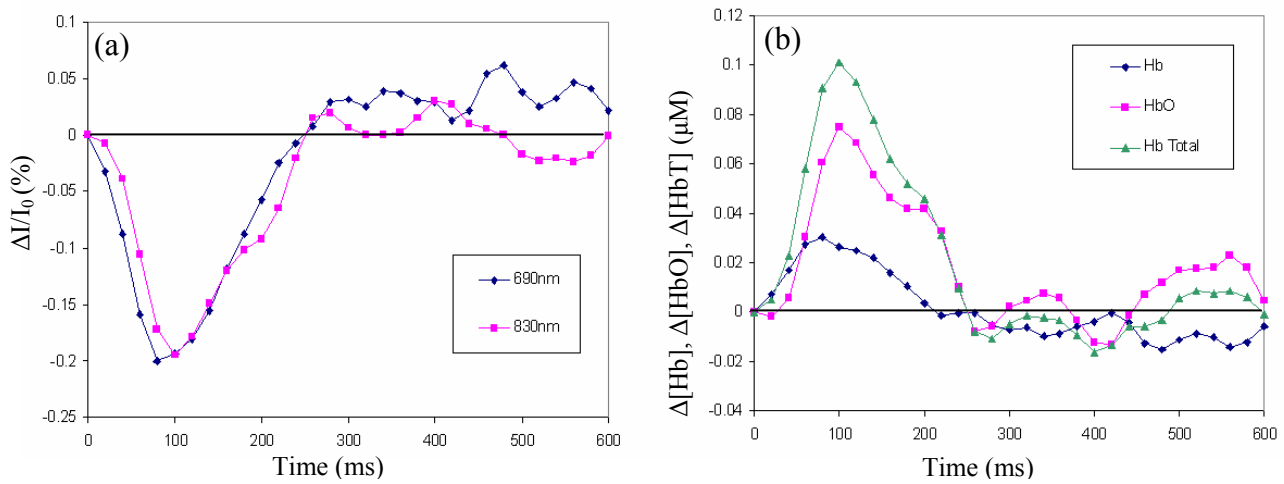 (a)
ΔI/I₀ (%)
0.1
0.05
0
-0.05
-0.1
-0.15
-0.2
-0.25
690nm
830nm
0 100 200 300 400 500 600
Time (ms)
(b)
Δ[Hb], Δ[HbO], Δ[HbT] (μM)
0.12
0.1
0.08
0.06
0.04
0.02
0
-0.02
-0.04
Hb
HbO
Hb Total
0 100 200 300 400 500 600
Time (ms)